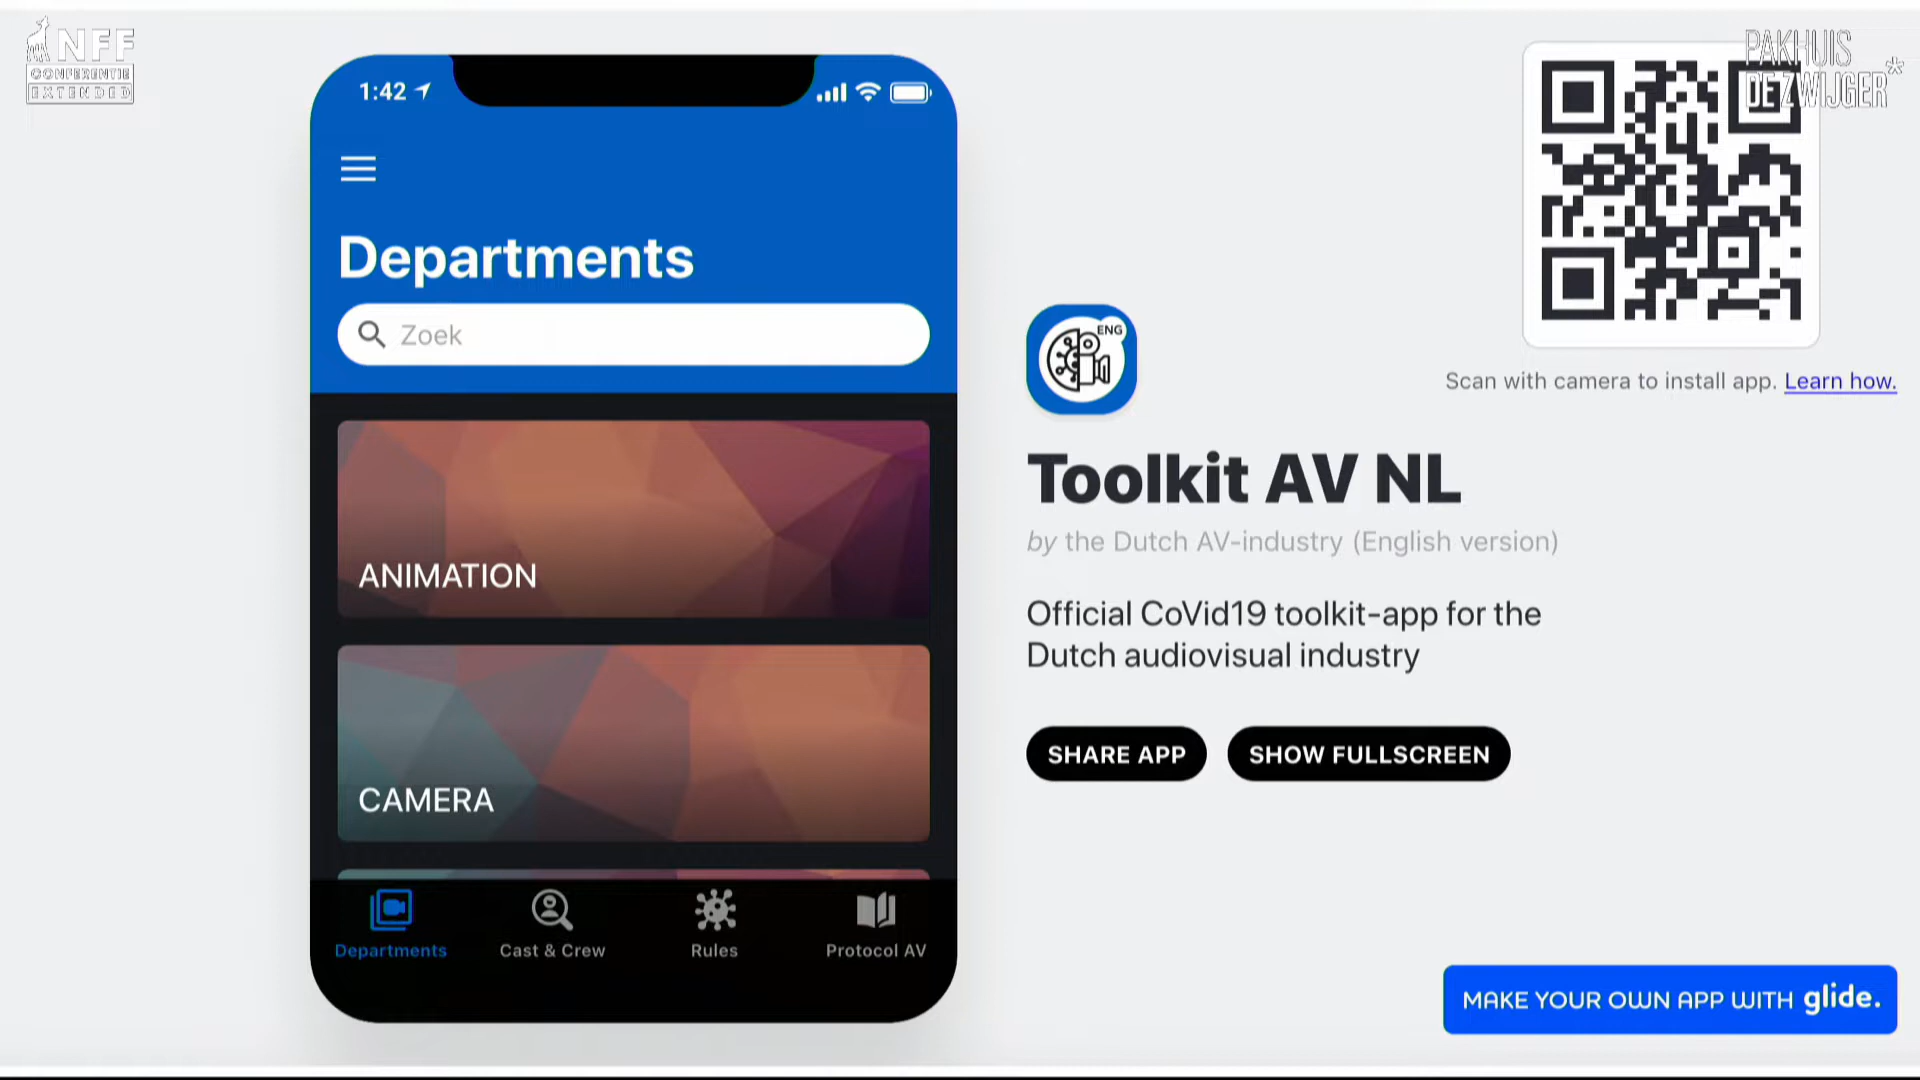 NFF
CONFERENTIE
EXTENDED
PAKHUIS
DE ZWIJGER*
1:42
Departments
Zoek
ANIMATION
CAMERA
Departments
Cast & Crew
Rules
Protocol AV
Scan with camera to install app. Learn how.
ENG
Toolkit AV NL
by the Dutch AV-industry (English version)
Official CoVid19 toolkit-app for the
Dutch audiovisual industry
SHARE APP
SHOW FULLSCREEN
MAKE YOUR OWN APP WITH glide.